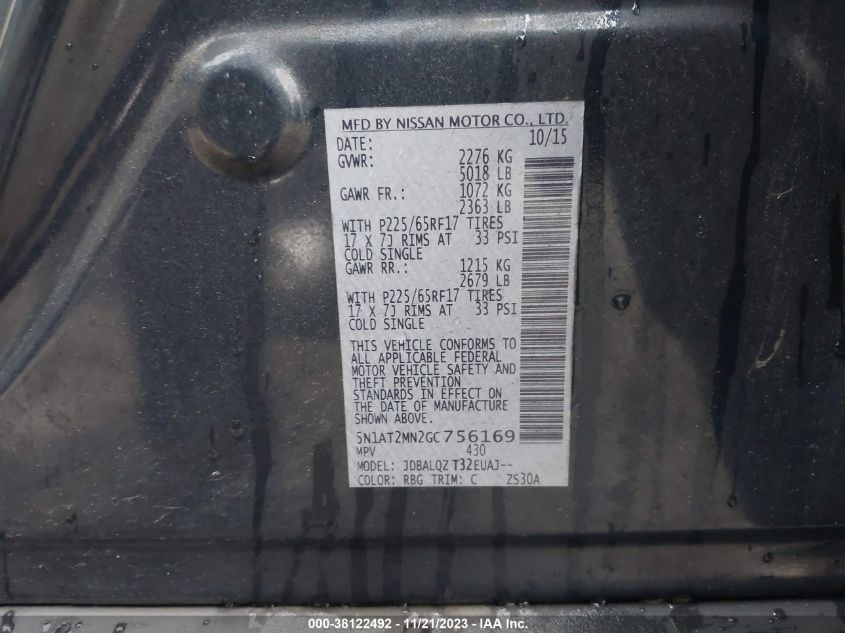 MFD BY NISSAN MOTOR CO., LTD.
DATE: 10/15
GVWR: 2276 KG
5018 LB
GAWR FR.: 1072 KG
2363 LB
WITH P225/65RF17 TIRES
17 X 7J RIMS AT 33 PSI
COLD SINGLE
GAWR RR.: 1215 KG
2679 LB
WITH P225/65RF17 TIRES
17 X 7J RIMS AT 33 PSI
COLD SINGLE
THIS VEHICLE CONFORMS TO
ALL APPLICABLE FEDERAL
MOTOR VEHICLE SAFETY AND
THEFT PREVENTION
STANDARDS IN EFFECT ON
THE DATE OF MANUFACTURE
SHOWN ABOVE.
5N1AT2MN2GC756169
MPV 430
MODEL: JDBALQZ T32EUAJ--
COLOR: RBG TRIM: C ZS30A
000-38122492 - 11/21/2023 - IAA Inc.